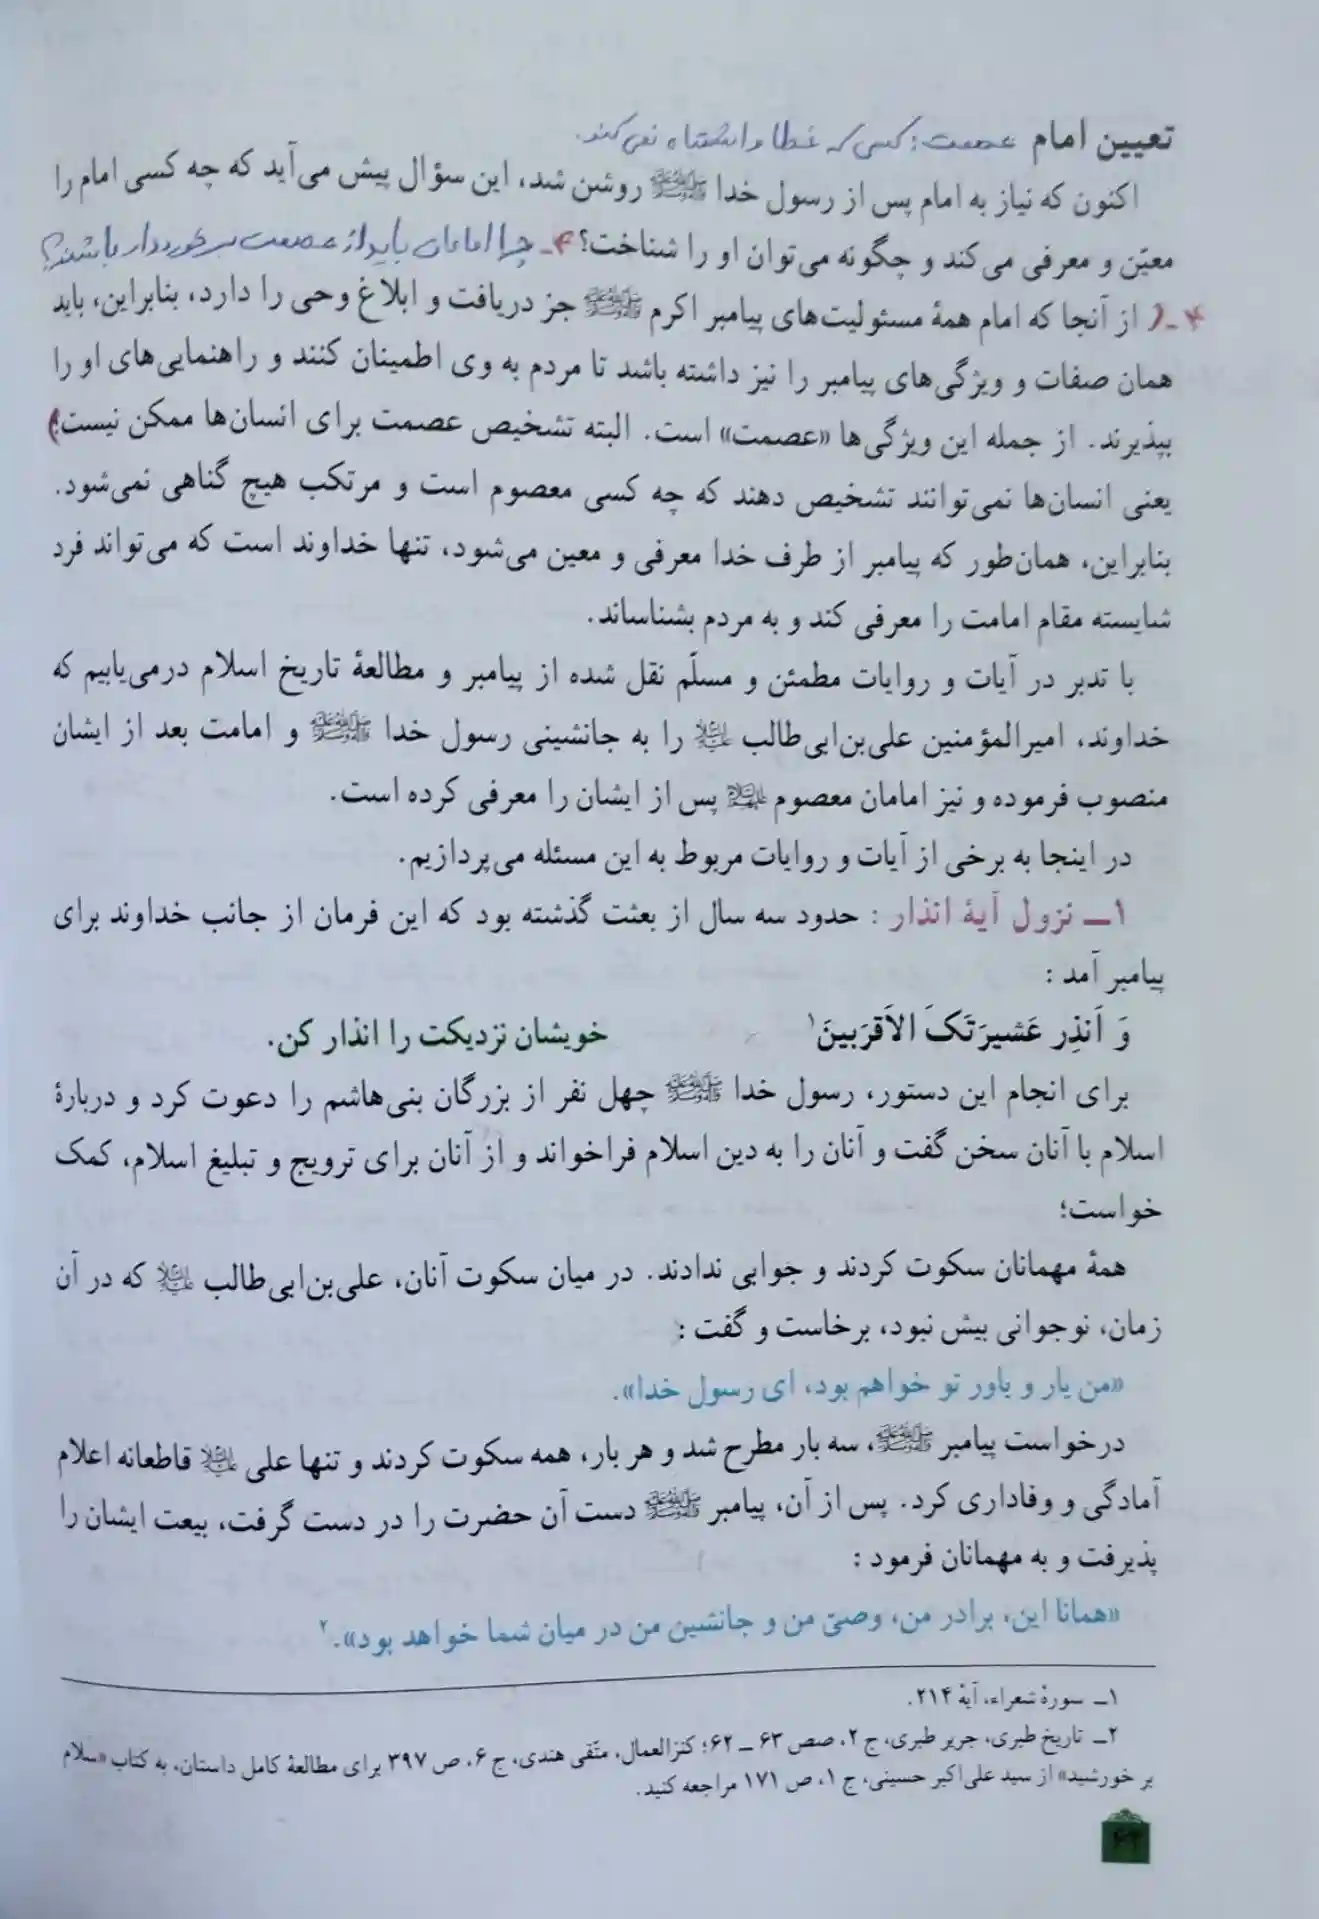 تعیین امام عصمت: کسی که خطا و اشتباه نمی‌کند.
اکنون که نیاز به امام پس از رسول خدا ﷺ روشن شد، این سؤال پیش می‌آید که چه کسی امام را
معیّن و معرفی می‌کند و چگونه می‌توان او را شناخت؟ ۴ـ چرا امامان باید از عصمت برخوردار باشند؟
۴ـ ( از آنجا که امام همهٔ مسئولیت‌های پیامبر اکرم ﷺ جز دریافت و ابلاغ وحی را دارد، بنابراین، باید
همان صفات و ویژگی‌های پیامبر را نیز داشته باشد تا مردم به وی اطمینان کنند و راهنمایی‌های او را
بپذیرند. از جمله این ویژگی‌ها «عصمت» است. البته تشخیص عصمت برای انسان‌ها ممکن نیست؛)
یعنی انسان‌ها نمی‌توانند تشخیص دهند که چه کسی معصوم است و مرتکب هیچ گناهی نمی‌شود.
بنابراین، همان‌طور که پیامبر از طرف خدا معرفی و معین می‌شود، تنها خداوند است که می‌تواند فرد
شایسته مقام امامت را معرفی کند و به مردم بشناساند.
با تدبر در آیات و روایات مطمئن و مسلّم نقل شده از پیامبر و مطالعهٔ تاریخ اسلام درمی‌یابیم که
خداوند، امیرالمؤمنین علی‌بن‌ابی‌طالب علیه‌السلام را به جانشینی رسول خدا ﷺ و امامت بعد از ایشان
منصوب فرموده و نیز امامان معصوم علیهم‌السلام پس از ایشان را معرفی کرده است.
در اینجا به برخی از آیات و روایات مربوط به این مسئله می‌پردازیم.
۱ــ نزول آیهٔ انذار : حدود سه سال از بعثت گذشته بود که این فرمان از جانب خداوند برای
پیامبر آمد :
وَ اَنذِر عَشیرَتَکَ الاَقرَبینَ۱ خویشان نزدیکت را انذار کن.
برای انجام این دستور، رسول خدا ﷺ چهل نفر از بزرگان بنی‌هاشم را دعوت کرد و دربارهٔ
اسلام با آنان سخن گفت و آنان را به دین اسلام فراخواند و از آنان برای ترویج و تبلیغ اسلام، کمک
خواست؛
همهٔ مهمانان سکوت کردند و جوابی ندادند. در میان سکوت آنان، علی‌بن‌ابی‌طالب علیه‌السلام که در آن
زمان، نوجوانی بیش نبود، برخاست و گفت :
«من یار و یاور تو خواهم بود، ای رسول خدا».
درخواست پیامبر ﷺ، سه بار مطرح شد و هر بار، همه سکوت کردند و تنها علی علیه‌السلام قاطعانه اعلام
آمادگی و وفاداری کرد. پس از آن، پیامبر ﷺ دست آن حضرت را در دست گرفت، بیعت ایشان را
پذیرفت و به مهمانان فرمود :
«همانا این، برادر من، وصیّ من و جانشین من در میان شما خواهد بود».۲
۱ــ سورهٔ شعراء، آیهٔ ۲۱۴.
۲ــ تاریخ طبری، جریر طبری، ج ۲، صص ۶۳ ــ ۶۲؛ کنزالعمال، متّقی هندی، ج ۶، ص ۳۹۷ برای مطالعهٔ کامل داستان، به کتاب «سلام
بر خورشید» از سید علی‌اکبر حسینی، ج ۱، ص ۱۷۱ مراجعه کنید.